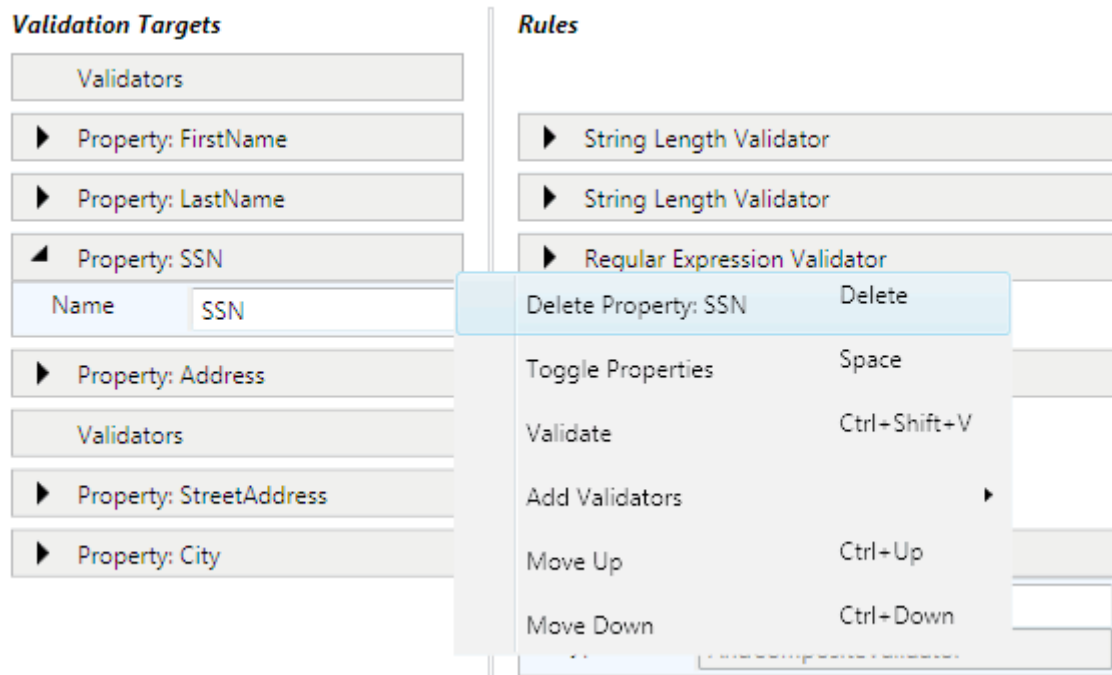 Validation Targets
Rules
Validators
Property: FirstName
String Length Validator
Property: LastName
String Length Validator
Property: SSN
Regular Expression Validator
Name
SSN
Delete Property: SSN Delete
Toggle Properties Space
Property: Address
Validate Ctrl+Shift+V
Validators
Add Validators
Property: StreetAddress
Move Up Ctrl+Up
Property: City
Move Down Ctrl+Down